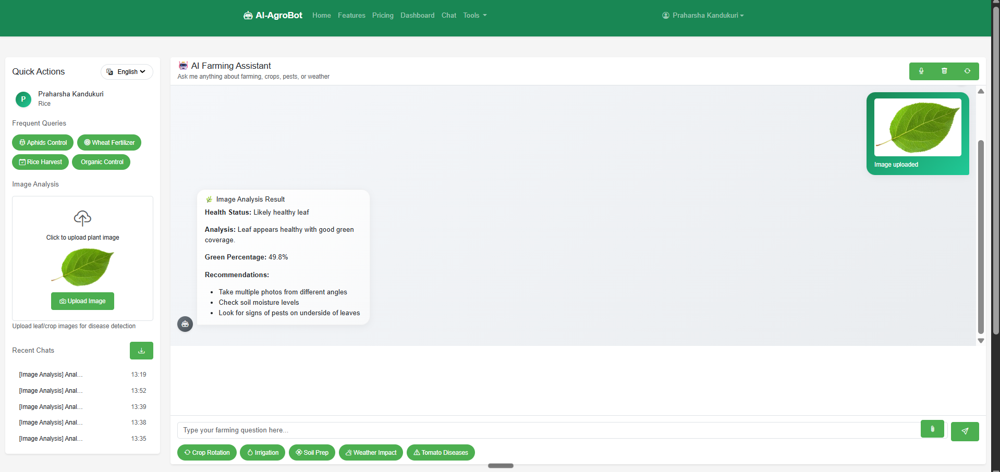 AI-AgroBot Home Features Pricing Dashboard Chat Tools Praharsha Kandukuri
Quick Actions English
P
Praharsha Kandukuri
Rice
Frequent Queries
Aphids Control Wheat Fertilizer
Rice Harvest Organic Control
Image Analysis
Click to upload plant image
Upload Image
Upload leaf/crop images for disease detection
Recent Chats
[Image Analysis] Anal... 13:19
[Image Analysis] Anal... 13:52
[Image Analysis] Anal... 13:39
[Image Analysis] Anal... 13:38
[Image Analysis] Anal... 13:35
AI Farming Assistant
Ask me anything about farming, crops, pests, or weather
Image uploaded
Image Analysis Result
Health Status: Likely healthy leaf
Analysis: Leaf appears healthy with good green
coverage.
Green Percentage: 49.8%
Recommendations:
• Take multiple photos from different angles
• Check soil moisture levels
• Look for signs of pests on underside of leaves
Type your farming question here...
Crop Rotation Irrigation Soil Prep Weather Impact Tomato Diseases